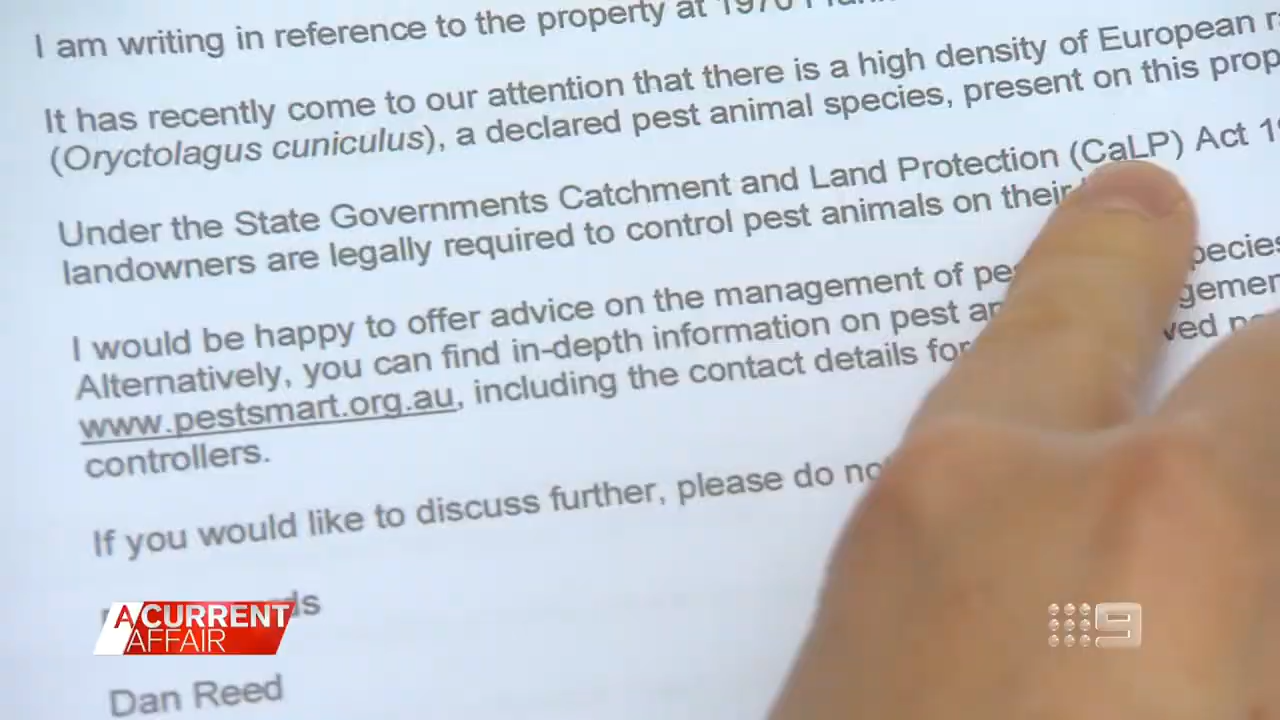 I am writing in reference to the property at 1970
It has recently come to our attention that there is a high density of European
(Oryctolagus cuniculus), a declared pest animal species, present on this
Under the State Governments Catchment and Land Protection (CaLP) Act
landowners are legally required to control pest animals on their
I would be happy to offer advice on the management of
Alternatively, you can find in-depth information on pest
www.pestsmart.org.au, including the contact details for
controllers.
If you would like to discuss further, please do
Dan Reed
A CURRENT
AFFAIR
9